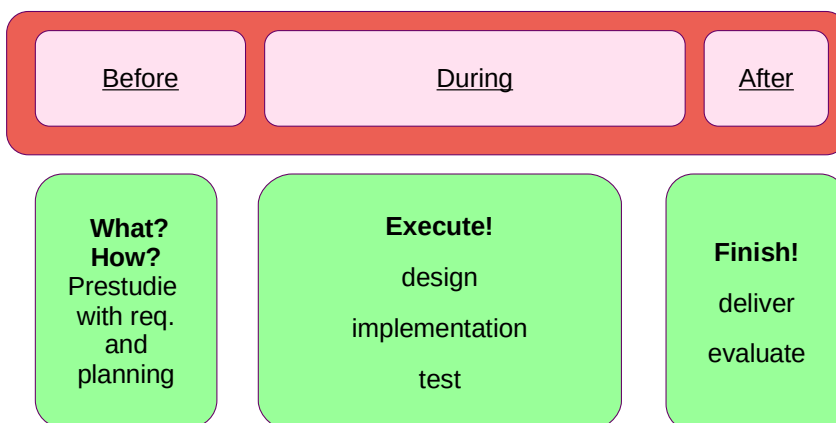 Before
During
After
What?
How?
Prestudie
with req.
and
planning
Execute!
design
implementation
test
Finish!
deliver
evaluate